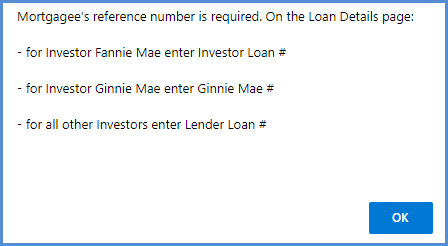 Mortgagee's reference number is required. On the Loan Details page:
- for Investor Fannie Mae enter Investor Loan #
- for Investor Ginnie Mae enter Ginnie Mae #
- for all other Investors enter Lender Loan #
OK